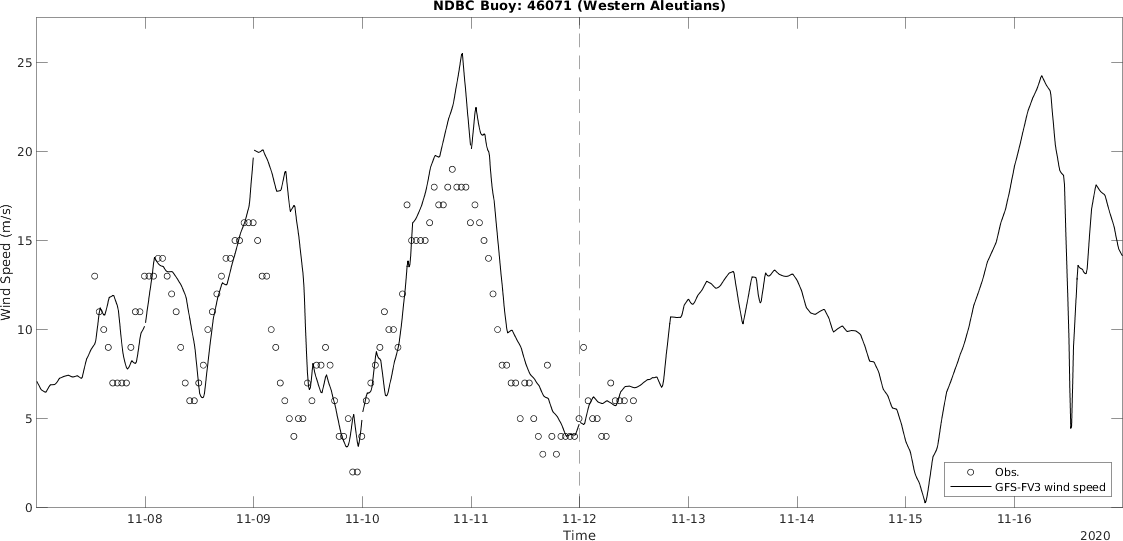 NDBC Buoy: 46071 (Western Aleutians)
Wind Speed (m/s)
25
20
15
10
5
0
Obs.
GFS-FV3 wind speed
11-08 11-09 11-10 11-11 11-12 11-13 11-14 11-15 11-16
Time
2020